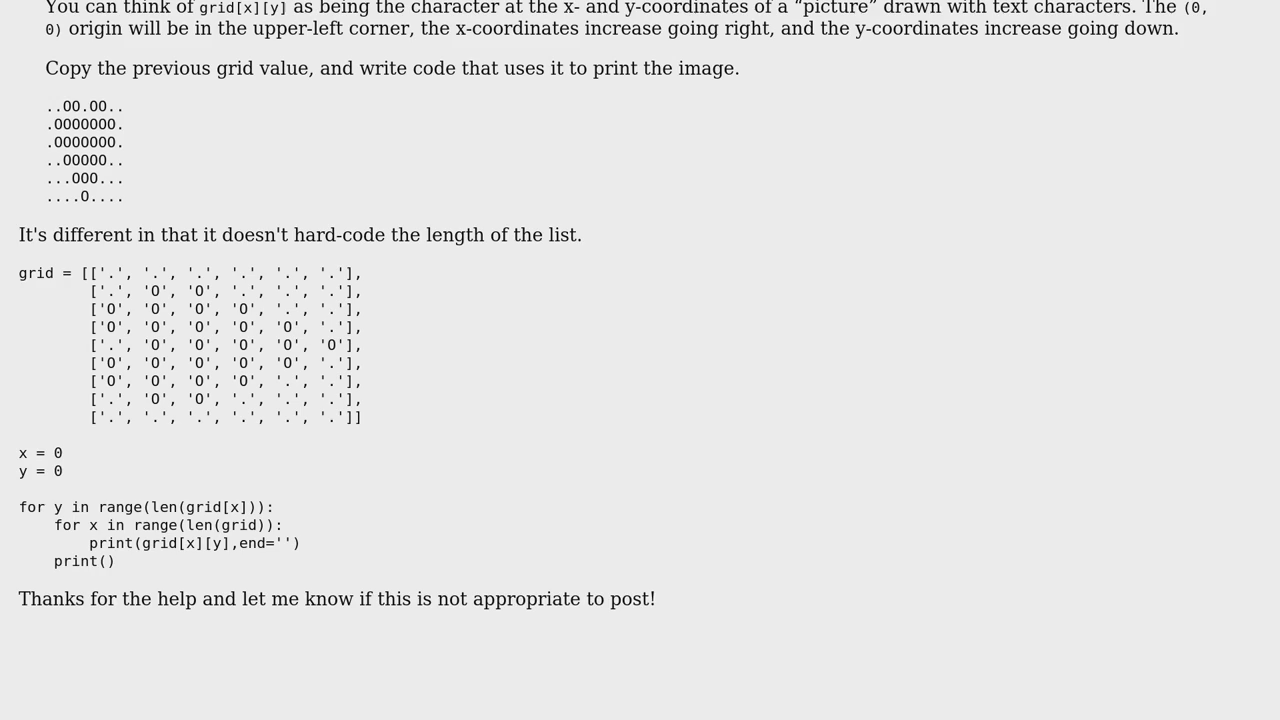 You can think of grid[x][y] as being the character at the x- and y-coordinates of a “picture” drawn with text characters. The (0,
0) origin will be in the upper-left corner, the x-coordinates increase going right, and the y-coordinates increase going down.
Copy the previous grid value, and write code that uses it to print the image.
..OO.OO..
.OOOOOOO.
.OOOOOOO.
..OOOOO..
...OOO...
....O....
It's different in that it doesn't hard-code the length of the list.
grid = [['.', '.', '.', '.', '.', '.'],
        ['.', 'O', 'O', '.', '.', '.'],
        ['O', 'O', 'O', 'O', '.', '.'],
        ['O', 'O', 'O', 'O', 'O', '.'],
        ['.', 'O', 'O', 'O', 'O', 'O'],
        ['O', 'O', 'O', 'O', 'O', '.'],
        ['O', 'O', 'O', 'O', '.', '.'],
        ['.', 'O', 'O', '.', '.', '.'],
        ['.', '.', '.', '.', '.', '.']]
x = 0
y = 0
for y in range(len(grid[x])):
    for x in range(len(grid)):
        print(grid[x][y],end='')
    print()
Thanks for the help and let me know if this is not appropriate to post!